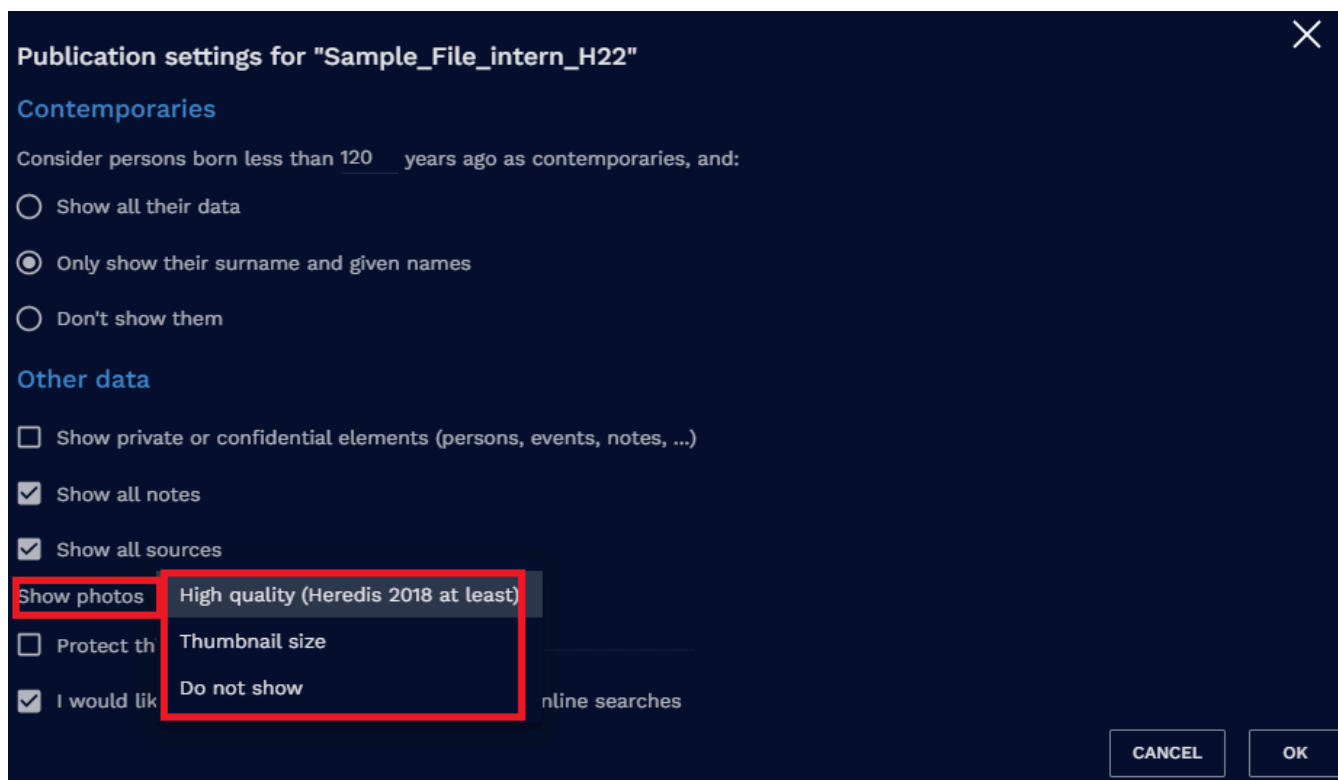 Publication settings for "Sample_File_intern_H22"
Contemporaries
Consider persons born less than 120 years ago as contemporaries, and:
Show all their data
Only show their surname and given names
Don't show them
Other data
Show private or confidential elements (persons, events, notes, ...)
Show all notes
Show all sources
Show photos High quality (Heredis 2018 at least)
Protect th Thumbnail size
Do not show
I would lik nline searches
CANCEL OK